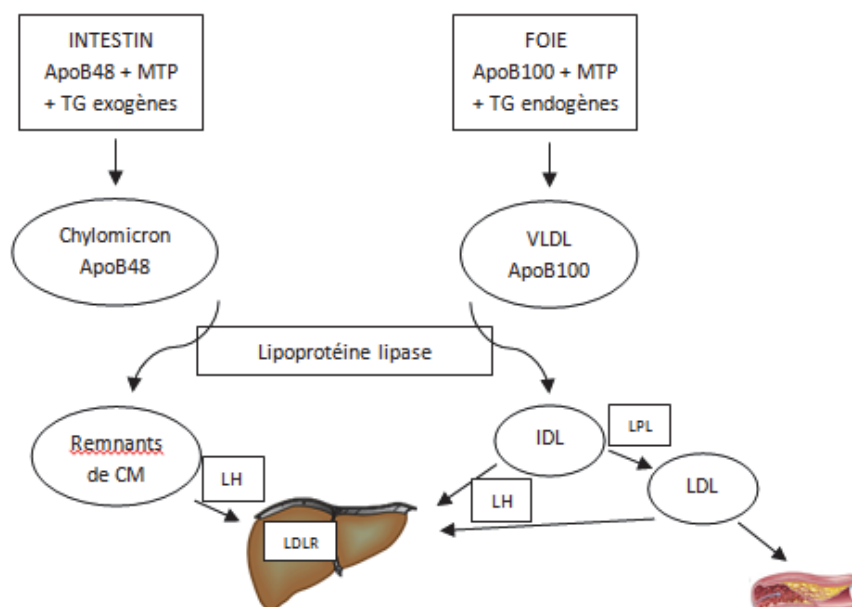 INTESTIN
ApoB48 + MTP
+ TG exogènes
FOIE
ApoB100 + MTP
+ TG endogènes
Chylomicron
ApoB48
VLDL
ApoB100
Lipoprotéine lipase
Remnants
de CM
LH
IDL
LPL
LH
LDL
LDLR